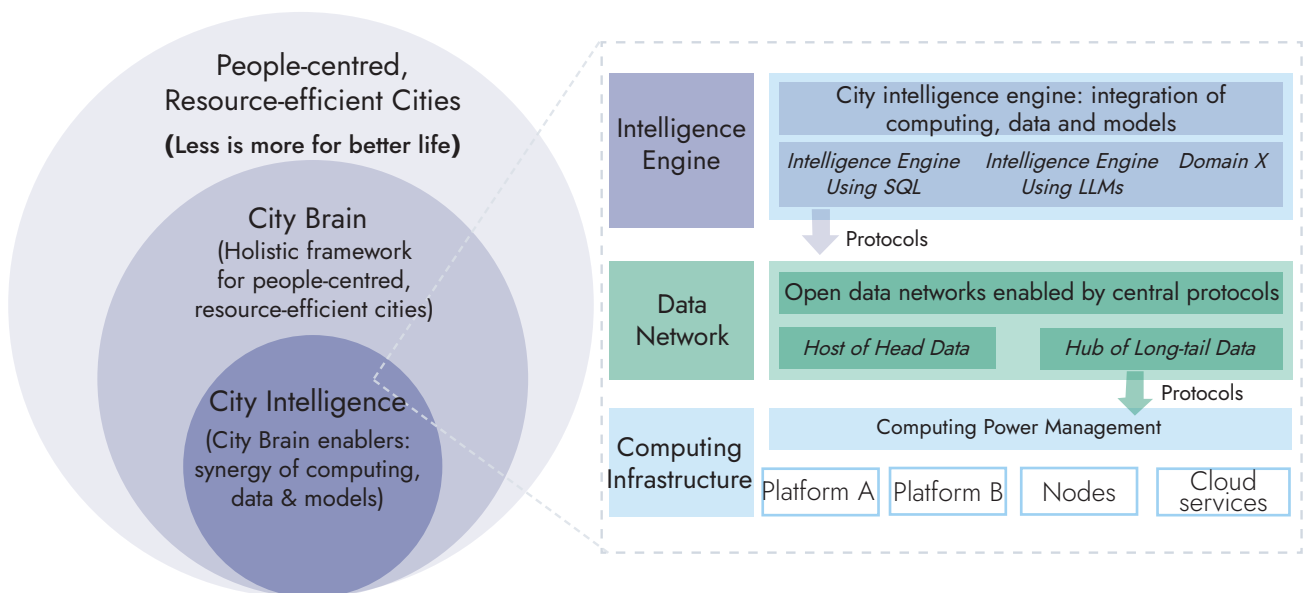 People-centred,
Resource-efficient Cities
(Less is more for better life)
City Brain
(Holistic framework
for people-centred,
resource-efficient cities)
City Intelligence
(City Brain enablers:
synergy of computing,
data & models)
Intelligence
Engine
City intelligence engine: integration of
computing, data and models
Intelligence Engine
Using SQL
Intelligence Engine
Using LLMs
Domain X
Protocols
Data
Network
Open data networks enabled by central protocols
Host of Head Data
Hub of Long-tail Data
Protocols
Computing
Infrastructure
Computing Power Management
Platform A
Platform B
Nodes
Cloud
services